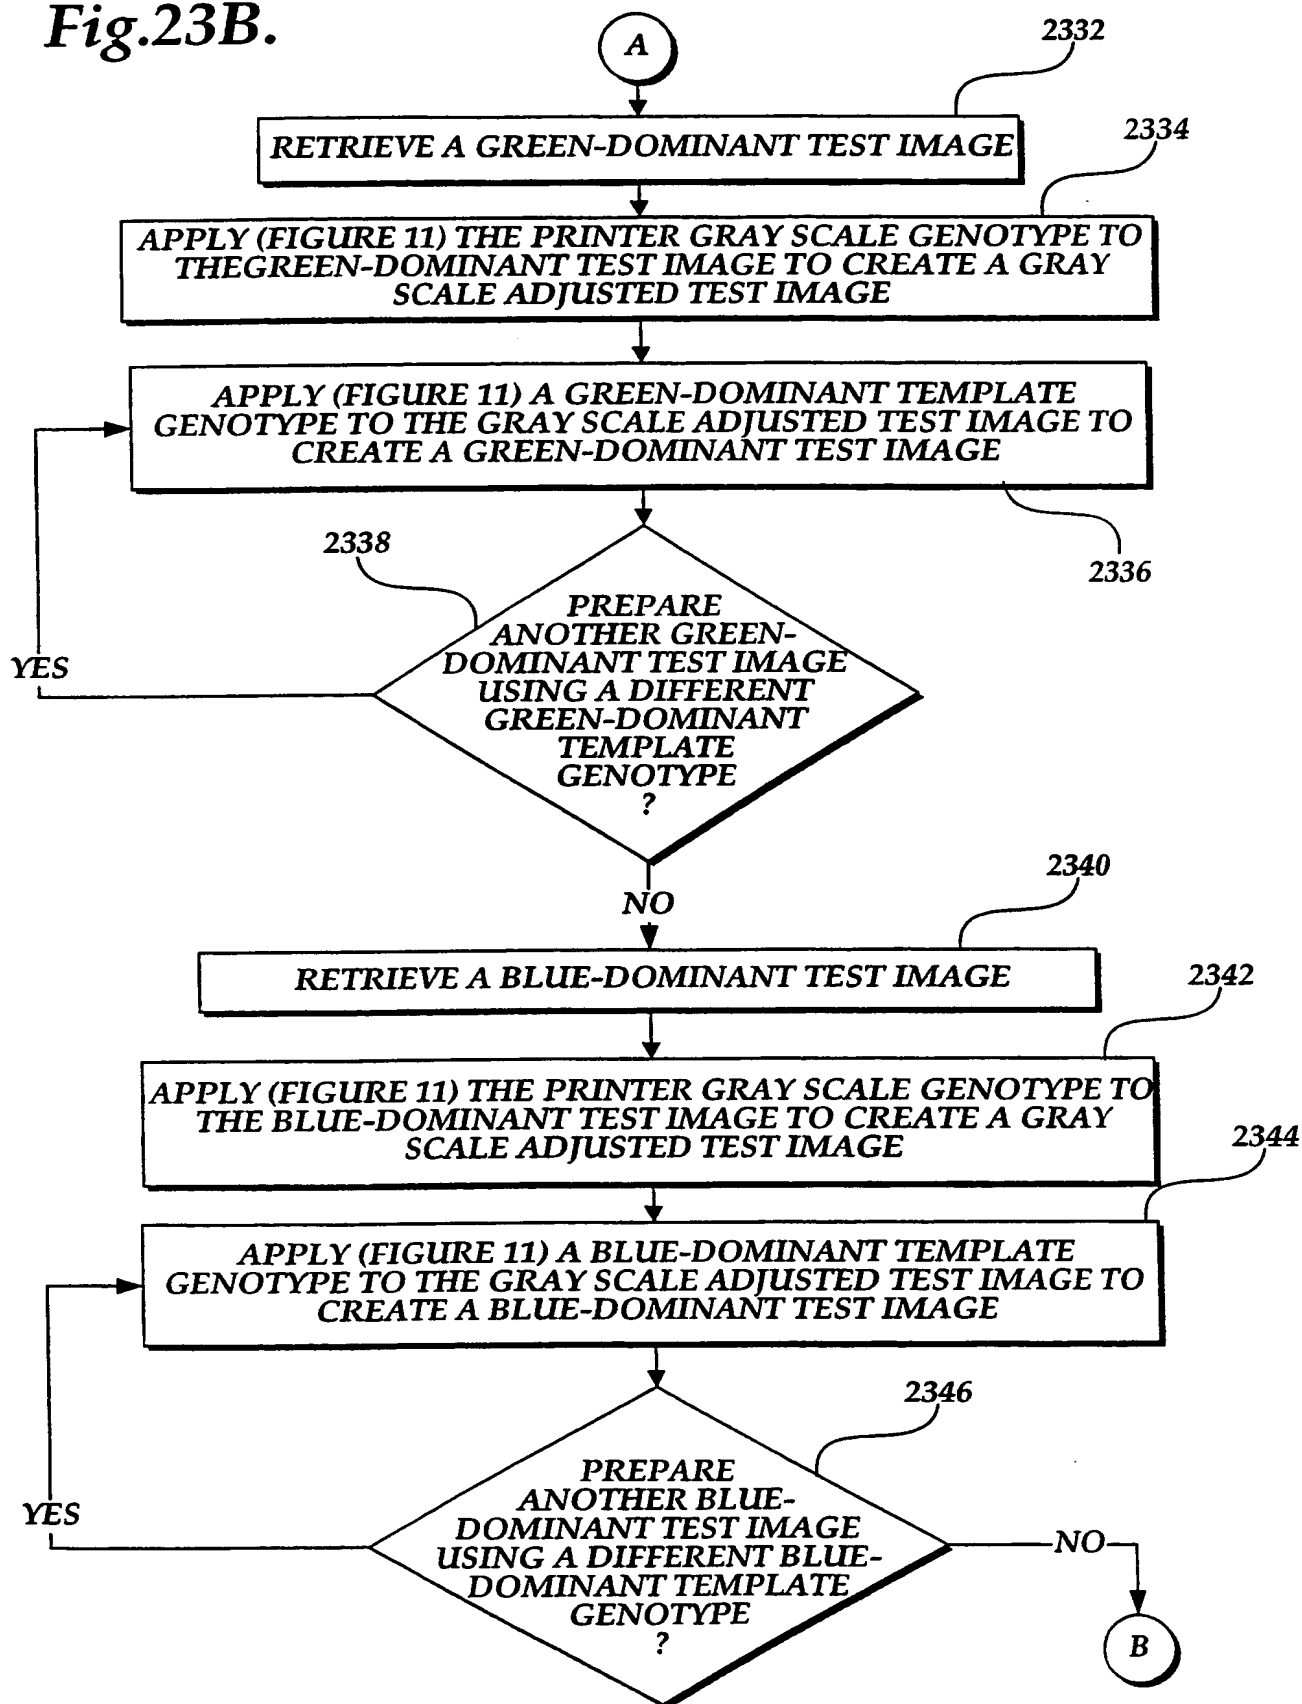 Fig.23B.
A
2332
RETRIEVE A GREEN-DOMINANT TEST IMAGE
2334
APPLY (FIGURE 11) THE PRINTER GRAY SCALE GENOTYPE TO
THEGREEN-DOMINANT TEST IMAGE TO CREATE A GRAY
SCALE ADJUSTED TEST IMAGE
APPLY (FIGURE 11) A GREEN-DOMINANT TEMPLATE
GENOTYPE TO THE GRAY SCALE ADJUSTED TEST IMAGE TO
CREATE A GREEN-DOMINANT TEST IMAGE
2336
2338
PREPARE
ANOTHER GREEN-
DOMINANT TEST IMAGE
USING A DIFFERENT
GREEN-DOMINANT
TEMPLATE
GENOTYPE
?
YES
NO
2340
RETRIEVE A BLUE-DOMINANT TEST IMAGE
2342
APPLY (FIGURE 11) THE PRINTER GRAY SCALE GENOTYPE TO
THE BLUE-DOMINANT TEST IMAGE TO CREATE A GRAY
SCALE ADJUSTED TEST IMAGE
2344
APPLY (FIGURE 11) A BLUE-DOMINANT TEMPLATE
GENOTYPE TO THE GRAY SCALE ADJUSTED TEST IMAGE TO
CREATE A BLUE-DOMINANT TEST IMAGE
2346
PREPARE
ANOTHER BLUE-
DOMINANT TEST IMAGE
USING A DIFFERENT BLUE-
DOMINANT TEMPLATE
GENOTYPE
?
YES
NO
B